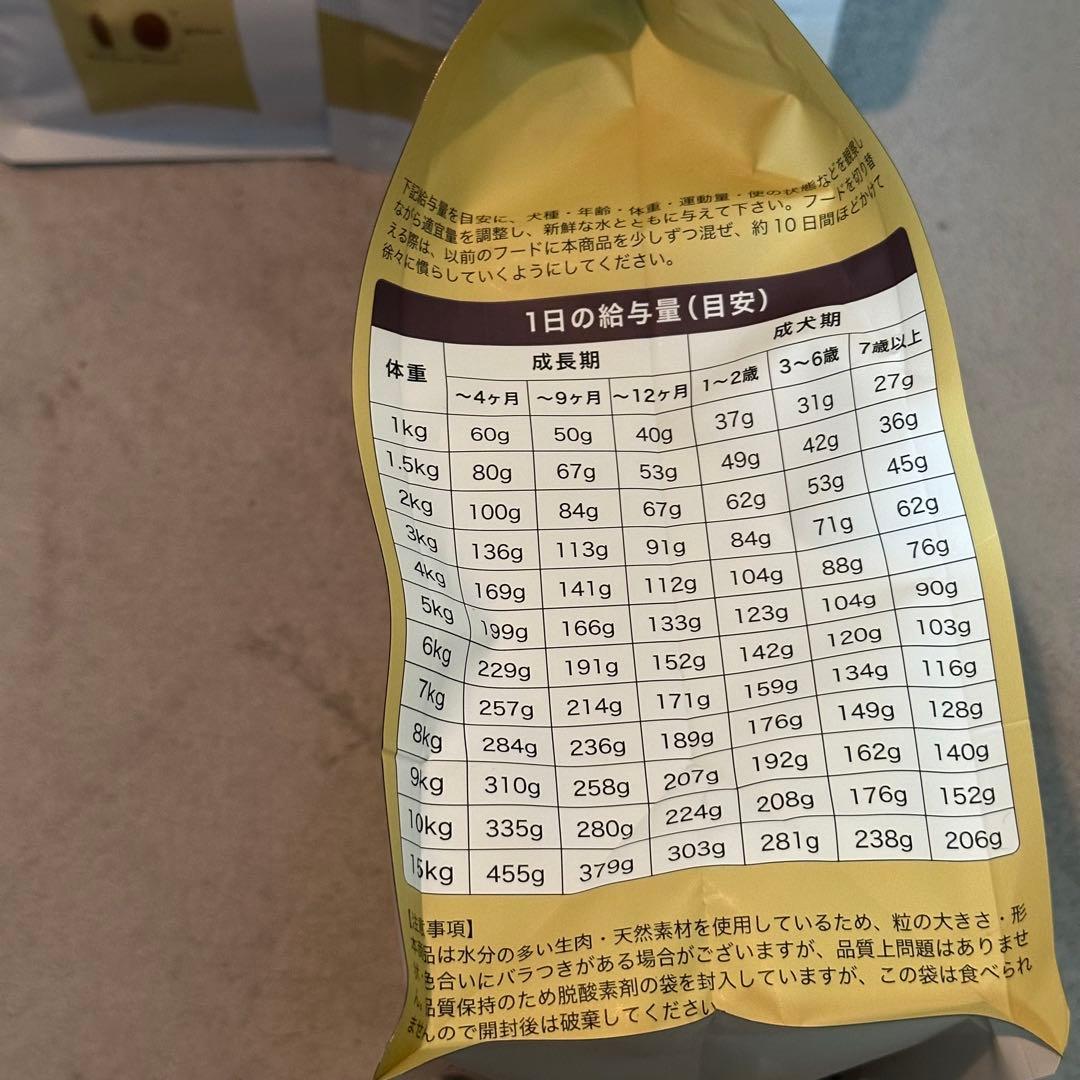 下記給与量を目安に、犬種・年齢・体重・運動量・便の状態などを観察し
ながら適宜量を調整し、新鮮な水とともに与えて下さい。フードを切り替
える際は、以前のフードに本商品を少しずつ混ぜ、約10日間ほどかけて
徐々に慣らしていくようにしてください。
1日の給与量(目安)
体重 成長期 成犬期
〜4ヶ月 〜9ヶ月 〜12ヶ月 1〜2歳 3〜6歳 7歳以上
1kg 60g 50g 40g 37g 31g 27g
1.5kg 80g 67g 53g 49g 42g 36g
2kg 100g 84g 67g 62g 53g 45g
3kg 136g 113g 91g 84g 71g 62g
4kg 169g 141g 112g 104g 88g 76g
5kg 199g 166g 133g 123g 104g 90g
6kg 229g 191g 152g 142g 120g 103g
7kg 257g 214g 171g 159g 134g 116g
8kg 284g 236g 189g 176g 149g 128g
9kg 310g 258g 207g 192g 162g 140g
10kg 335g 280g 224g 208g 176g 152g
15kg 455g 379g 303g 281g 238g 206g
【注意事項】
本商品は水分の多い生肉・天然素材を使用しているため、粒の大きさ・形
状・色合いにバラつきがある場合がございますが、品質上問題はありませ
ん。品質保持のため脱酸素剤の袋を封入していますが、この袋は食べられ
ませんので開封後は破棄してください